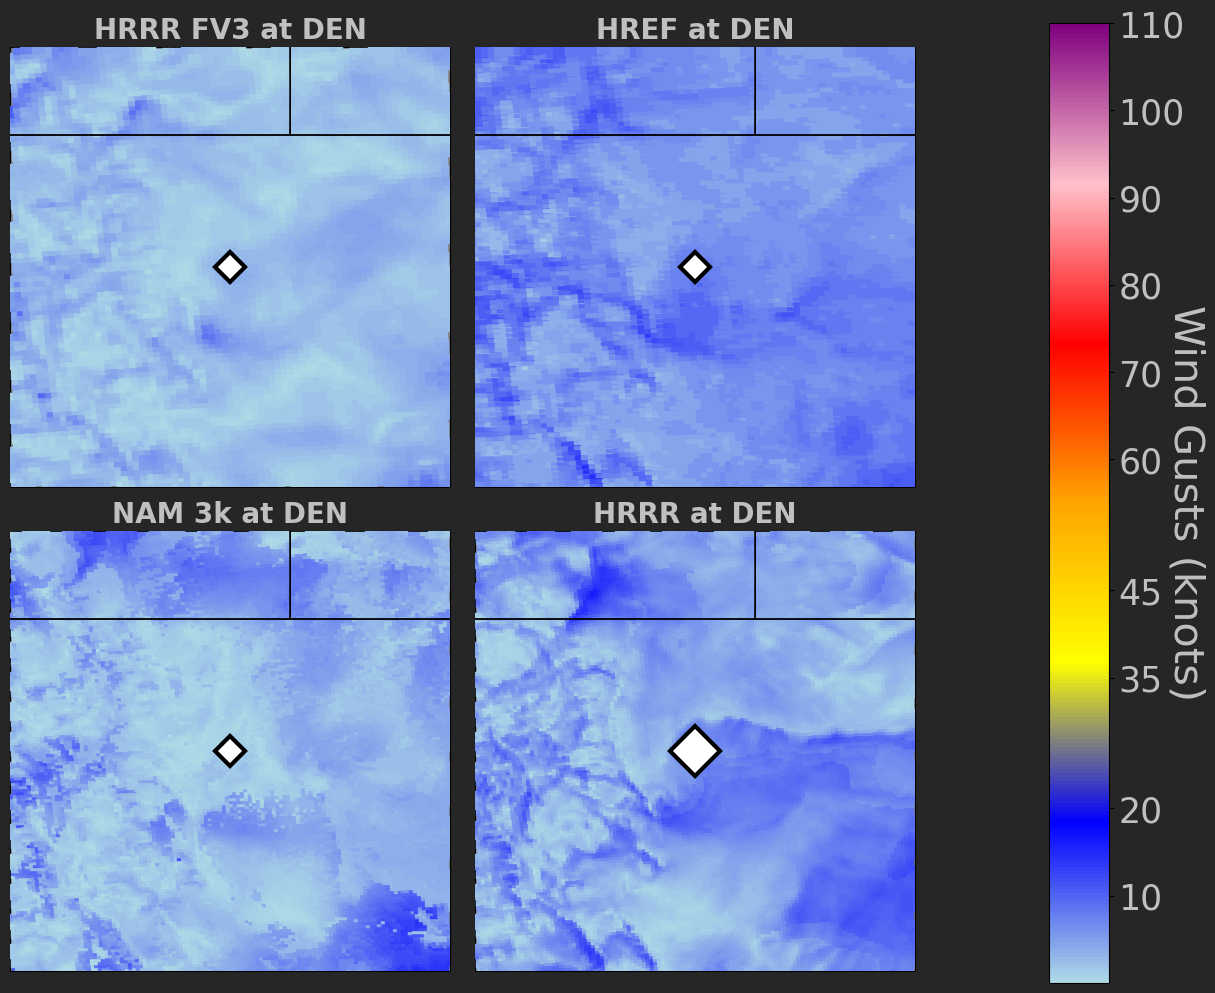 HRRR FV3 at DEN
HREF at DEN
NAM 3k at DEN
HRRR at DEN
110
100
90
80
70
60
45
35
20
10
Wind Gusts (knots)